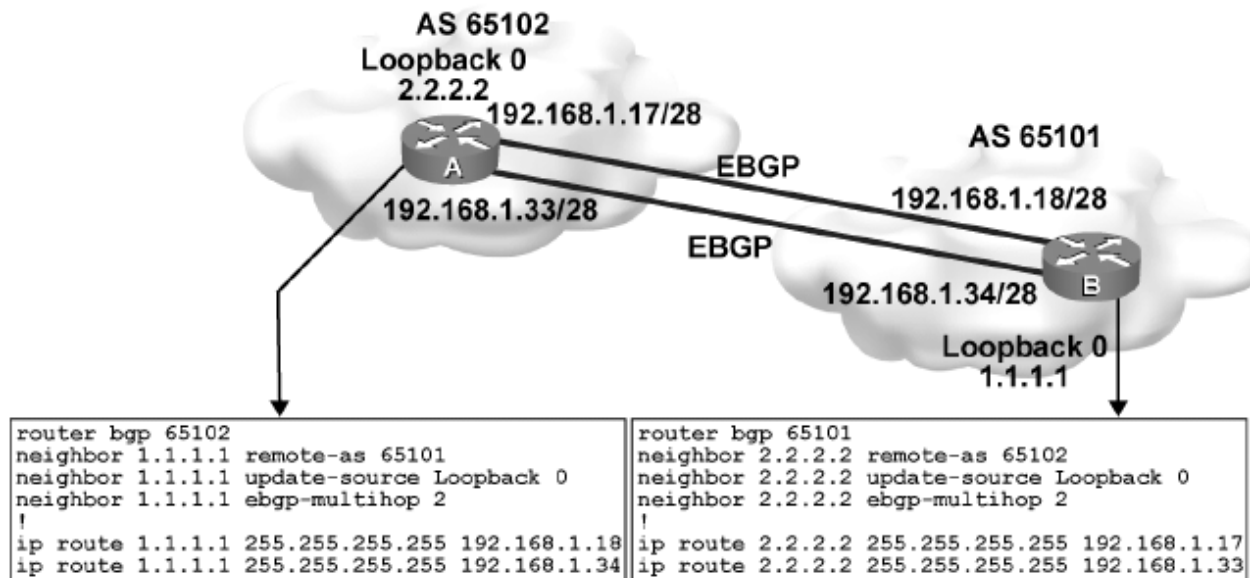 AS 65102
Loopback 0
2.2.2.2
192.168.1.17/28
A
192.168.1.33/28
EBGP
EBGP
AS 65101
192.168.1.18/28
192.168.1.34/28
B
Loopback 0
1.1.1.1
router bgp 65102
neighbor 1.1.1.1 remote-as 65101
neighbor 1.1.1.1 update-source Loopback 0
neighbor 1.1.1.1 ebgp-multihop 2
!
ip route 1.1.1.1 255.255.255.255 192.168.1.18
ip route 1.1.1.1 255.255.255.255 192.168.1.34
router bgp 65101
neighbor 2.2.2.2 remote-as 65102
neighbor 2.2.2.2 update-source Loopback 0
neighbor 2.2.2.2 ebgp-multihop 2
!
ip route 2.2.2.2 255.255.255.255 192.168.1.17
ip route 2.2.2.2 255.255.255.255 192.168.1.33